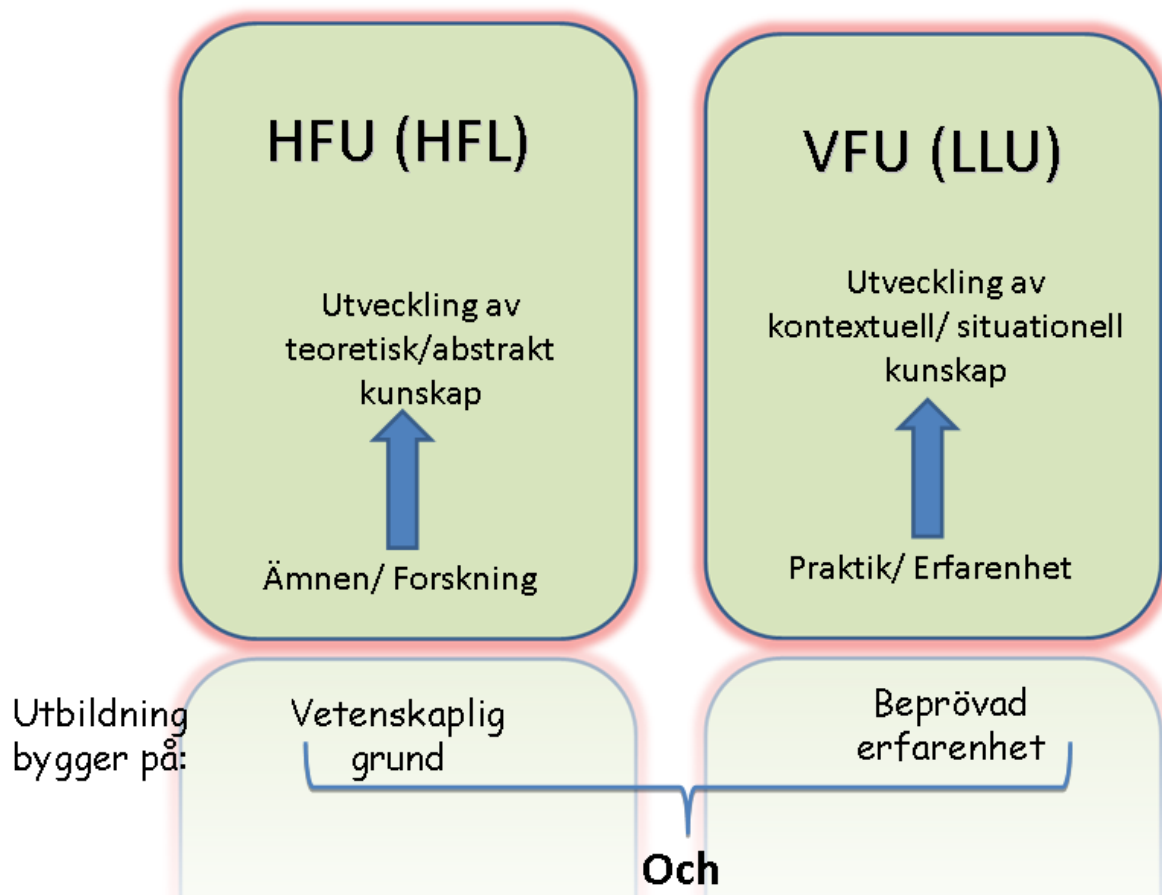 HFU (HFL)
Utveckling av
teoretisk/abstrakt
kunskap
Ämnen/ Forskning
VFU (LLU)
Utveckling av
kontextuell/ situationell
kunskap
Praktik/ Erfarenhet
Utbildning
bygger på:
Vetenskaplig
grund
Beprövad
erfarenhet
Och